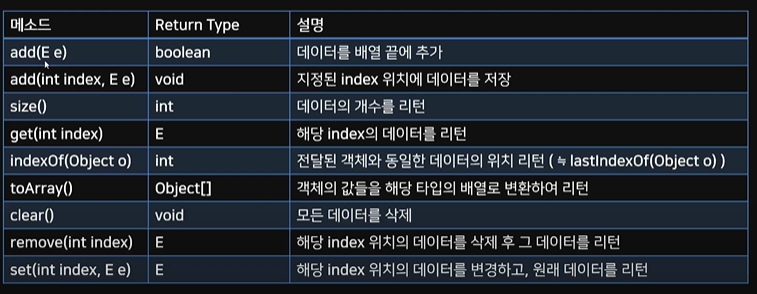 메소드 Return Type 설명
add(E e) boolean 데이터를 배열 끝에 추가
add(int index, E e) void 지정된 index 위치에 데이터를 저장
size() int 데이터의 개수를 리턴
get(int index) E 해당 index의 데이터를 리턴
indexOf(Object o) int 전달된 객체와 동일한 데이터의 위치 리턴 ( ≒ lastIndexOf(Object o) )
toArray() Object[] 객체의 값들을 해당 타입의 배열로 변환하여 리턴
clear() void 모든 데이터를 삭제
remove(int index) E 해당 index 위치의 데이터를 삭제 후 그 데이터를 리턴
set(int index, E e) E 해당 index 위치의 데이터를 변경하고, 원래 데이터를 리턴